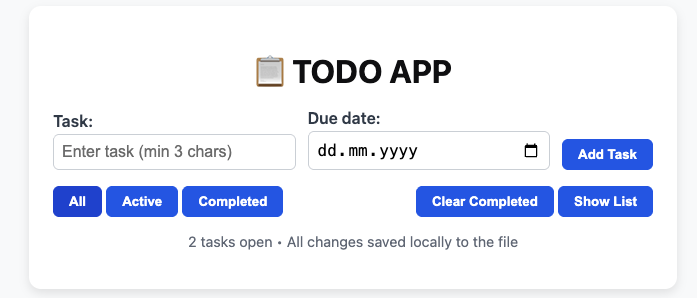 📋 TODO APP
Task:
Due date:
Enter task (min 3 chars)
dd.mm.yyyy
Add Task
All Active Completed Clear Completed Show List
2 tasks open • All changes saved locally to the file